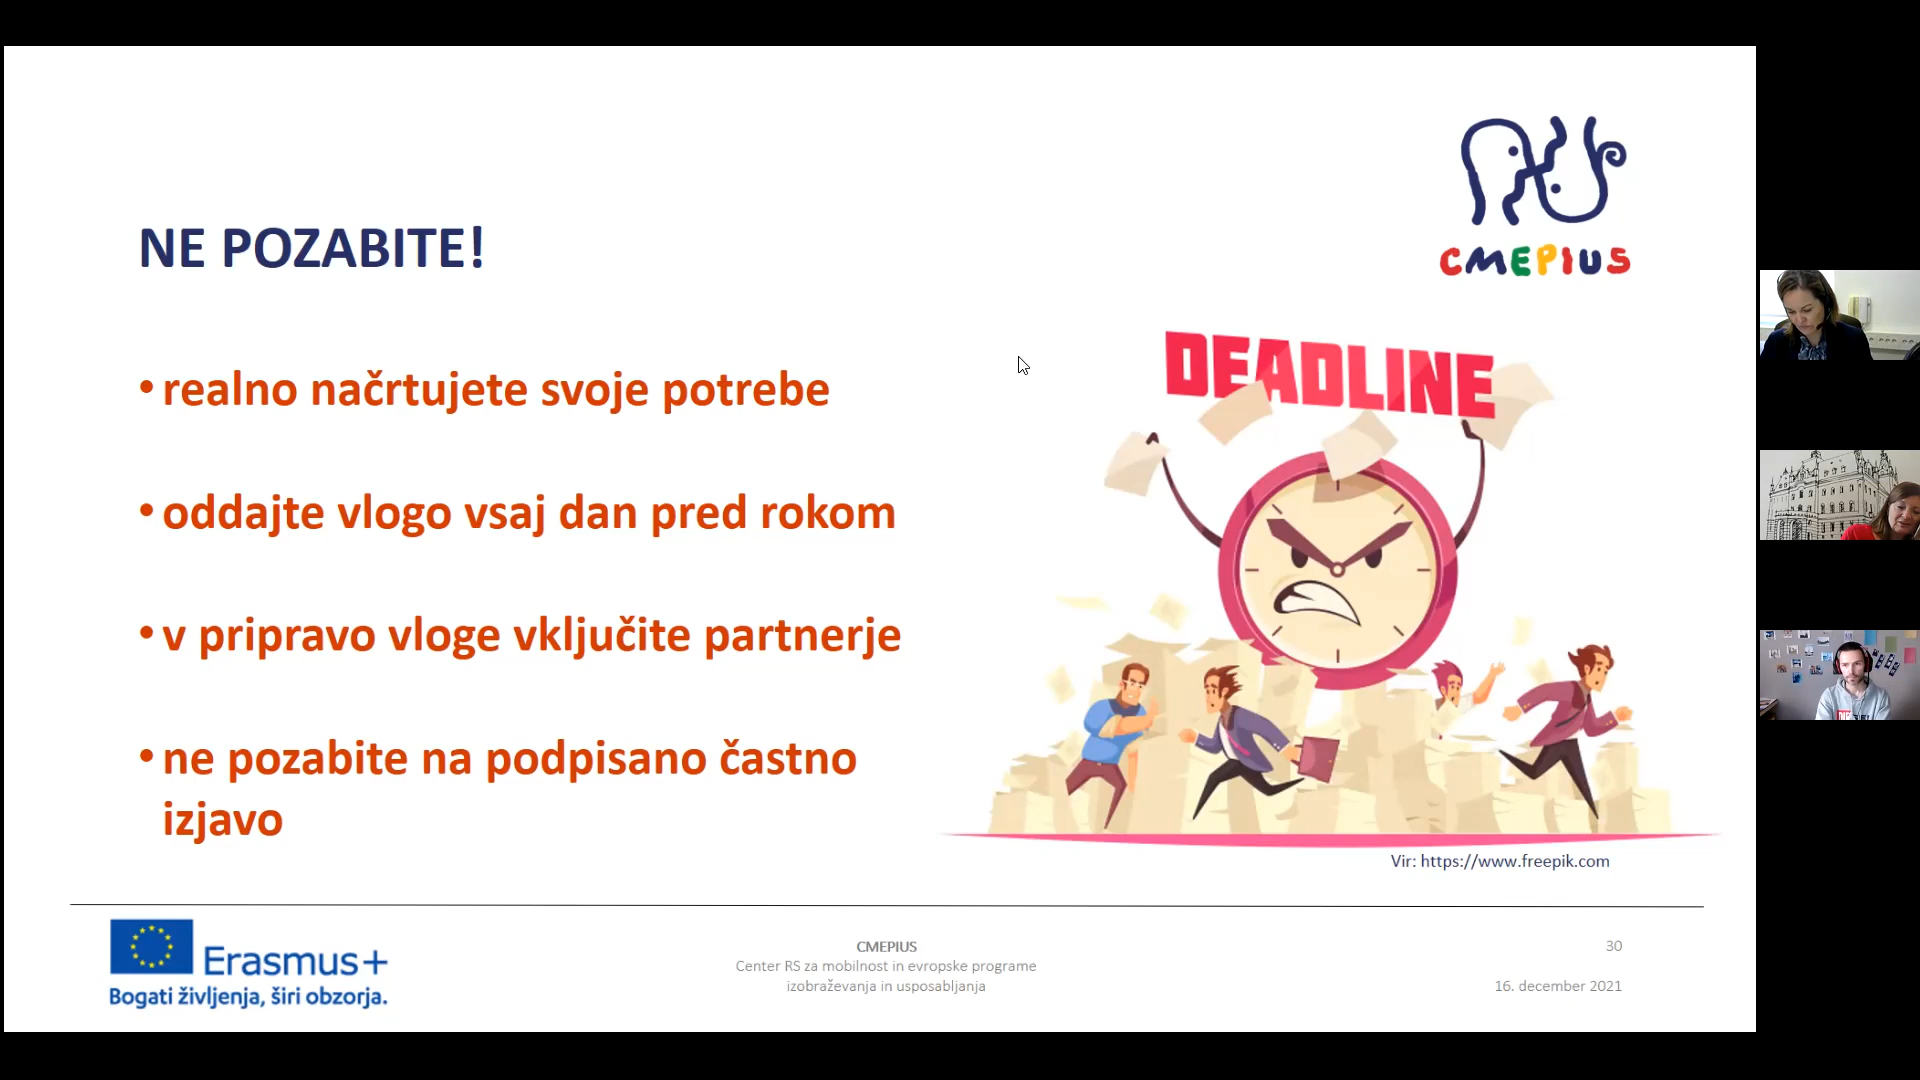 CMEPIUS
NE POZABITE!
DEADLINE
• realno načrtujete svoje potrebe
• oddajte vlogo vsaj dan pred rokom
• v pripravo vloge vključite partnerje
• ne pozabite na podpisano častno
izjavo
Vir: https://www.freepik.com
Erasmus+
Bogati življenja, širi obzorja.
CMEPIUS
Center RS za mobilnost in evropske programe
izobraževanja in usposabljanja
30
16. december 2021